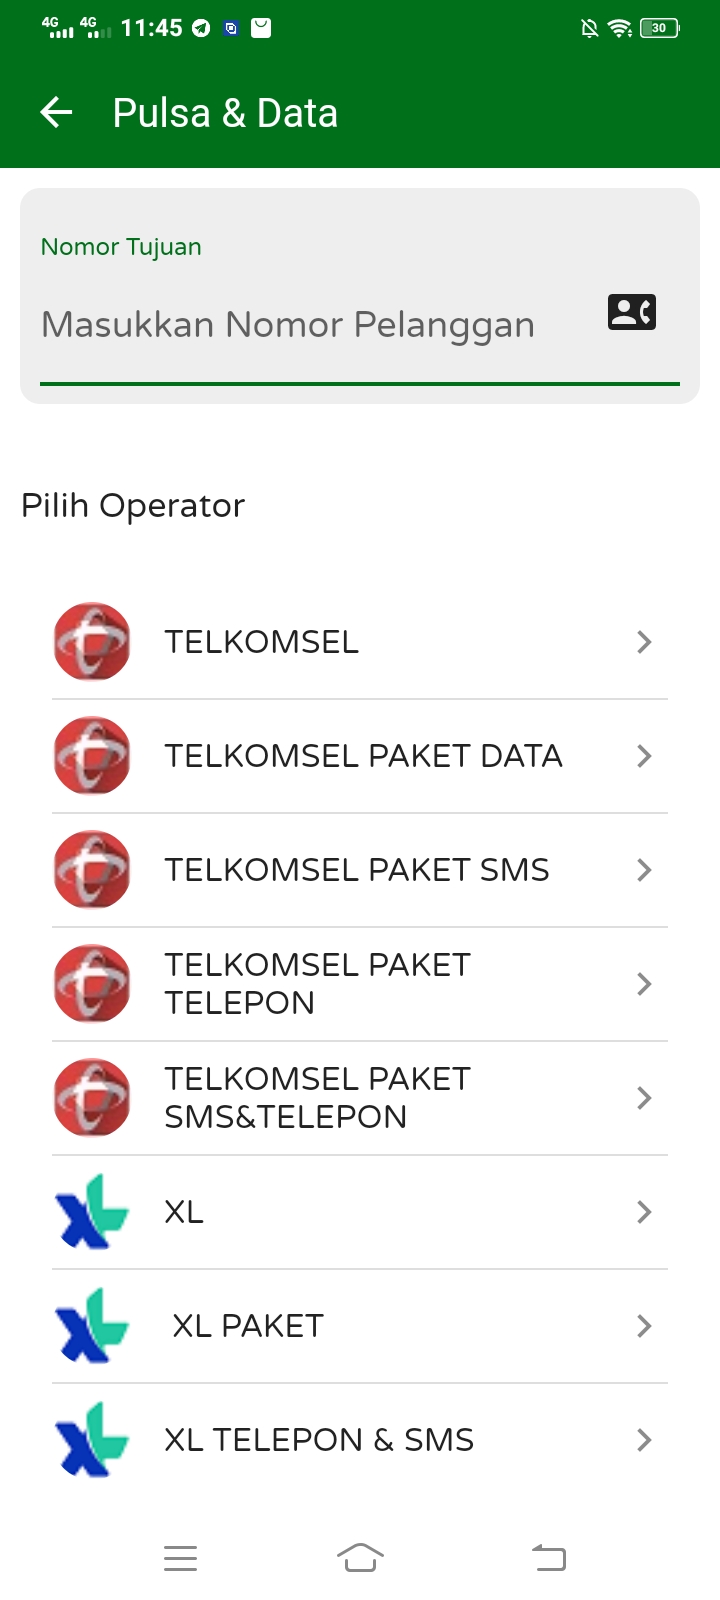 4G 4G 11:45 30
Pulsa & Data
Nomor Tujuan
Masukkan Nomor Pelanggan
Pilih Operator
TELKOMSEL
TELKOMSEL PAKET DATA
TELKOMSEL PAKET SMS
TELKOMSEL PAKET
TELEPON
TELKOMSEL PAKET
SMS&TELEPON
XL
XL PAKET
XL TELEPON & SMS